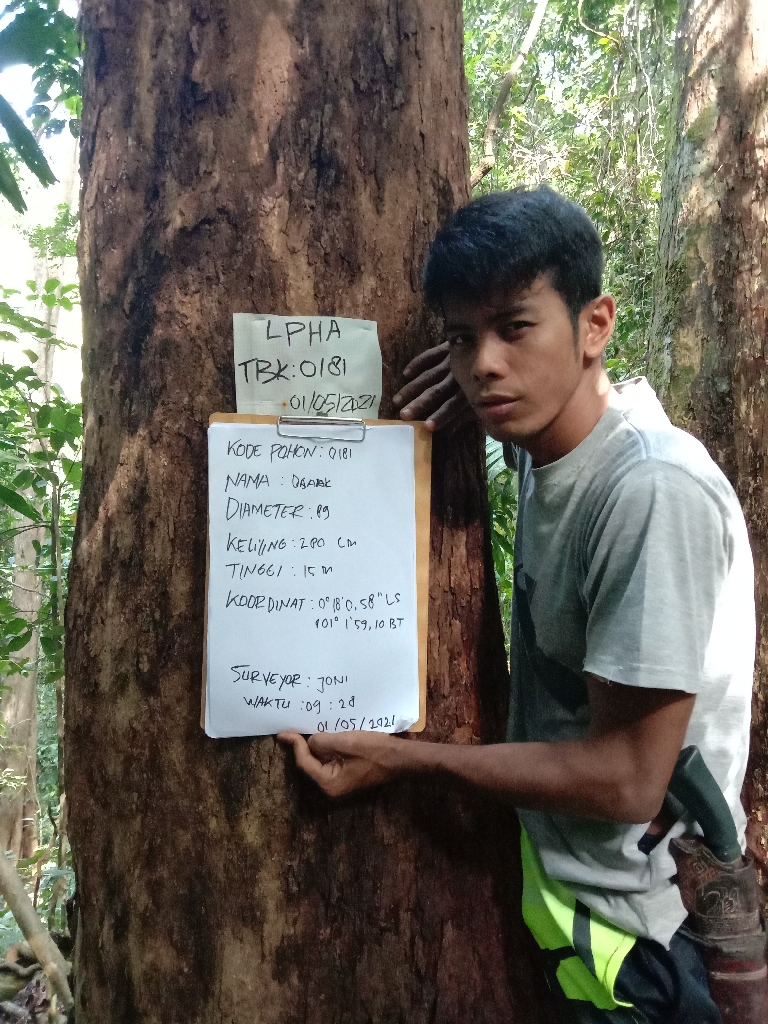 LPHA
TBK:0181
01/05/2021
KODE POHON: 0181
NAMA :
DIAMETER: 89
KELILING: 280 CM
TINGGI : 15 m
KOORDINAT: 0°18'0,58" LS
101° 1'59,10 BT
SURVEYOR: JONI
WAKTU :09 : 28
01/05/2021